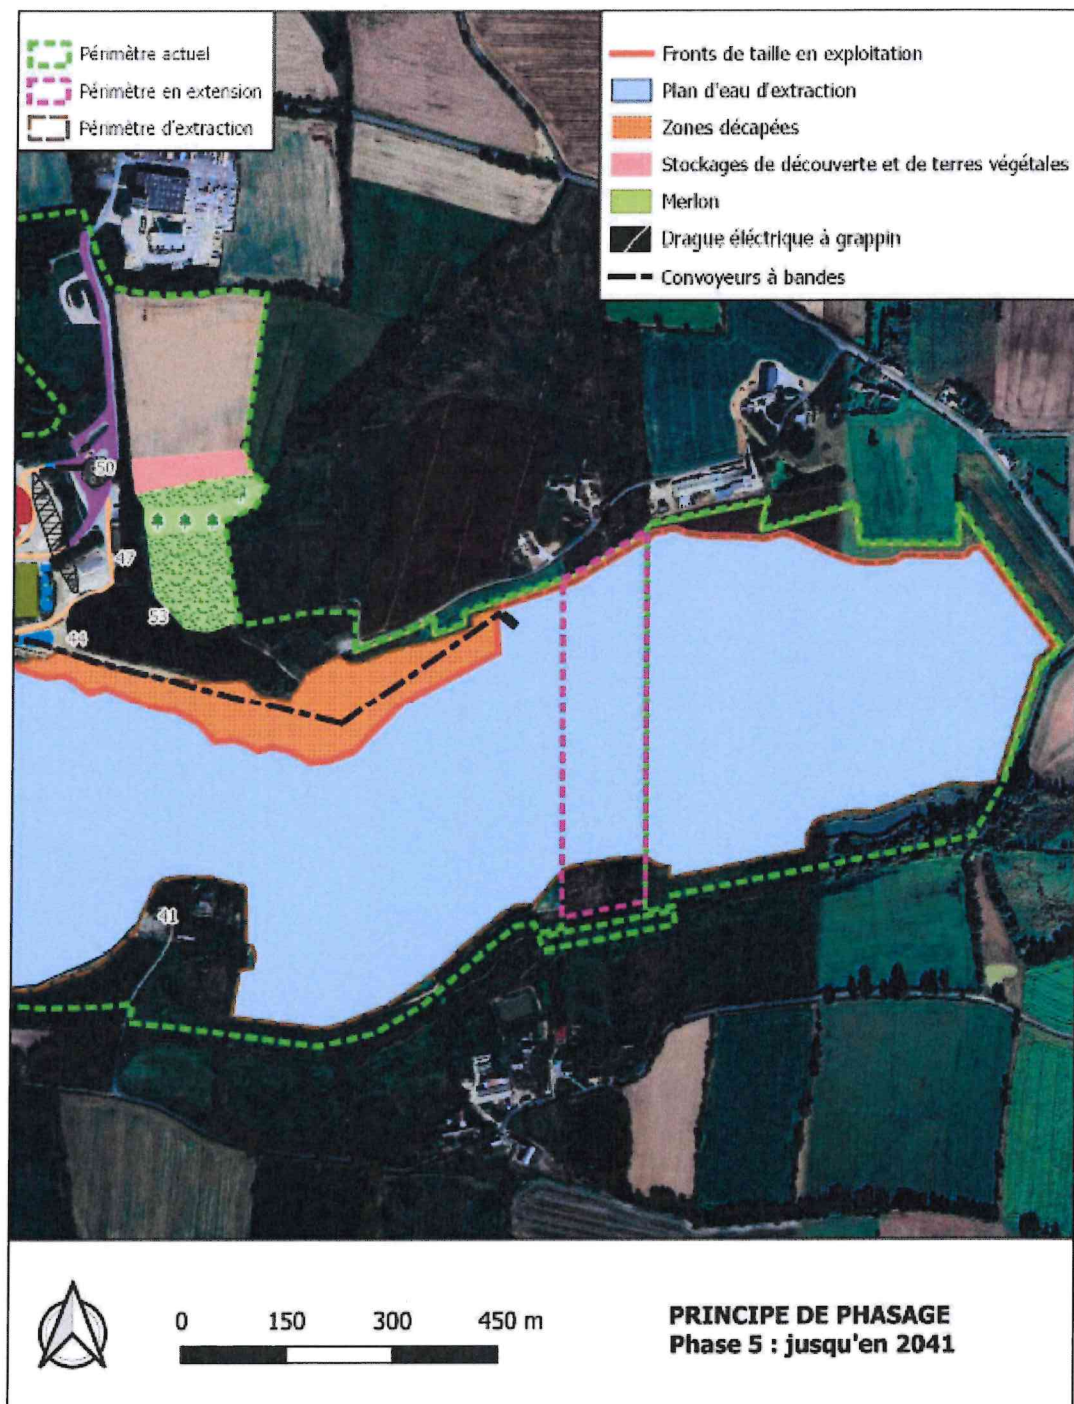 Périmètre actuel
Périmètre en extension
Périmètre d'extraction
Fronts de taille en exploitation
Plan d'eau d'extraction
Zones décapées
Stockages de découverte et de terres végétales
Merlon
Drague éléctrique à grappin
Convoyeurs à bandes
50
47
53
44
41
0 150 300 450 m
PRINCIPE DE PHASAGE
Phase 5 : jusqu'en 2041